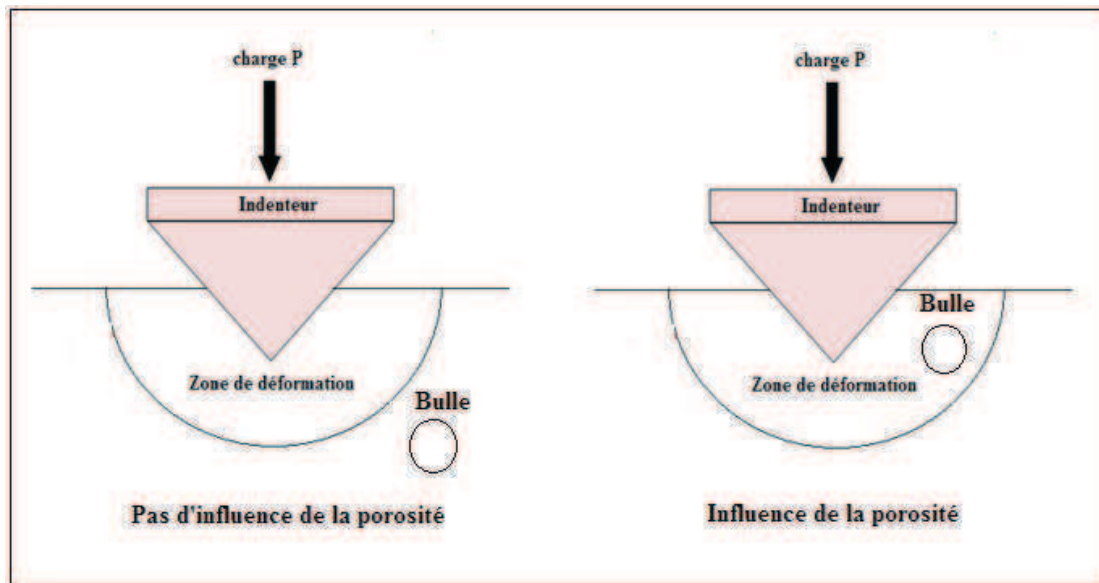 charge P
Indenteur
Zone de déformation
Bulle
Pas d'influence de la porosité
charge P
Indenteur
Bulle
Zone de déformation
Influence de la porosité